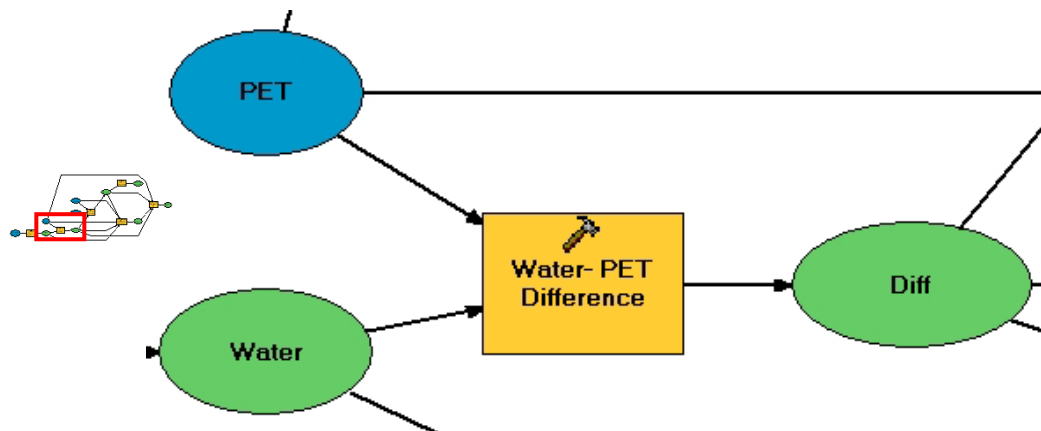 PET
Water- PET
Difference
Diff
Water